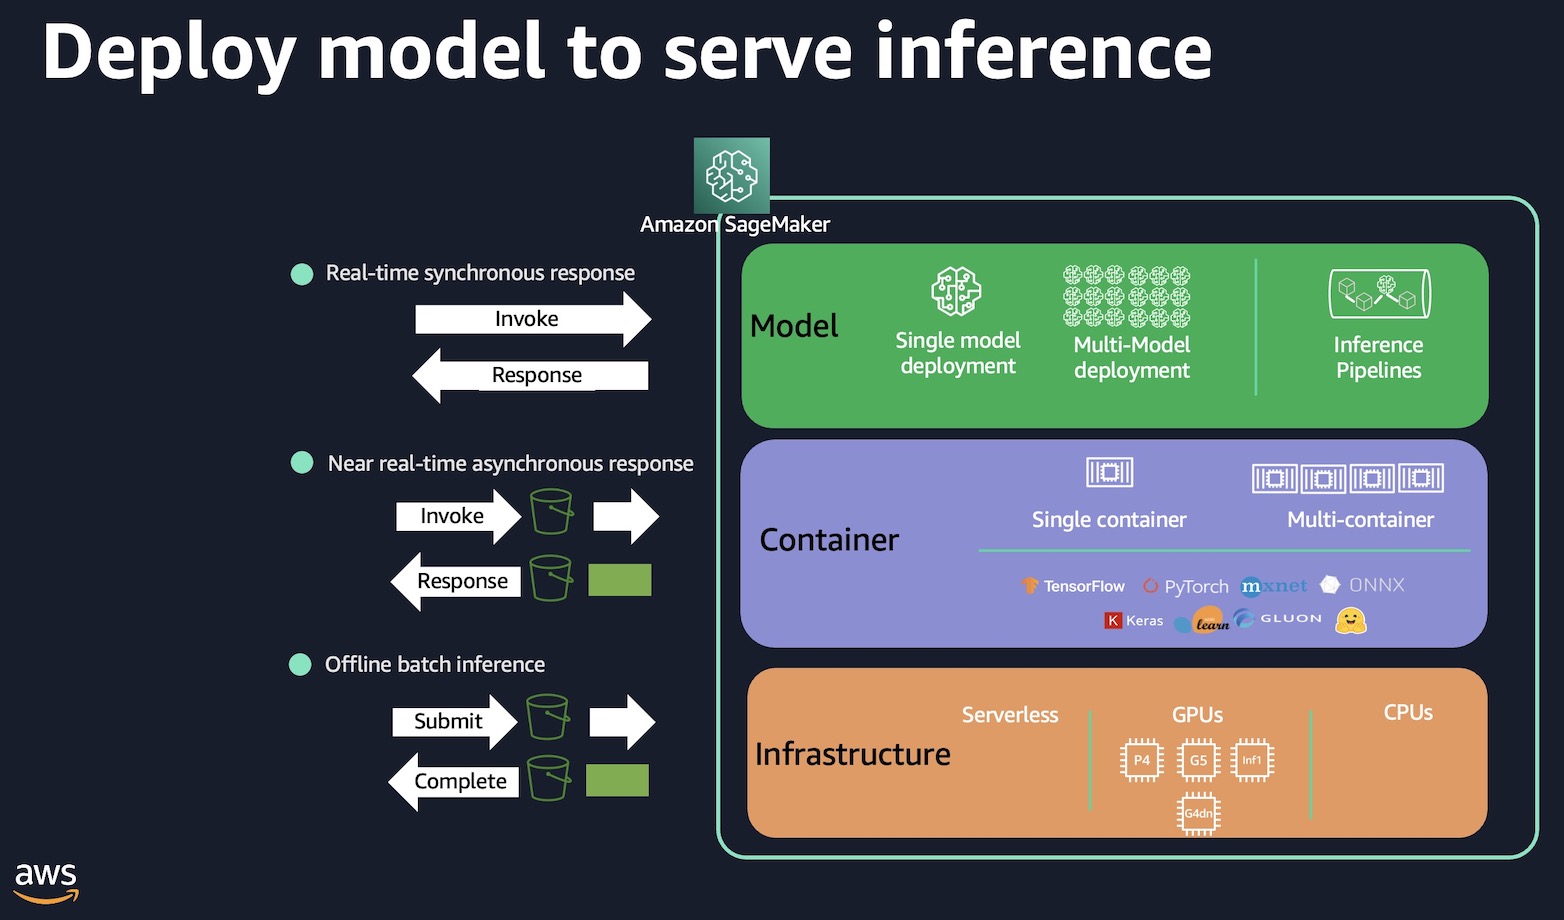 Deploy model to serve inference
Amazon SageMaker
Real-time synchronous response
Invoke
Response
Near real-time asynchronous response
Invoke
Response
Offline batch inference
Submit
Complete
Model
Single model
deployment
Multi-Model
deployment
Inference
Pipelines
Container
Single container
Multi-container
TensorFlow
PyTorch
mxnet
ONNX
K Keras
learn
GLUON
Infrastructure
Serverless
GPUs
P4
G5
Inf1
G4dn
CPUs
aws